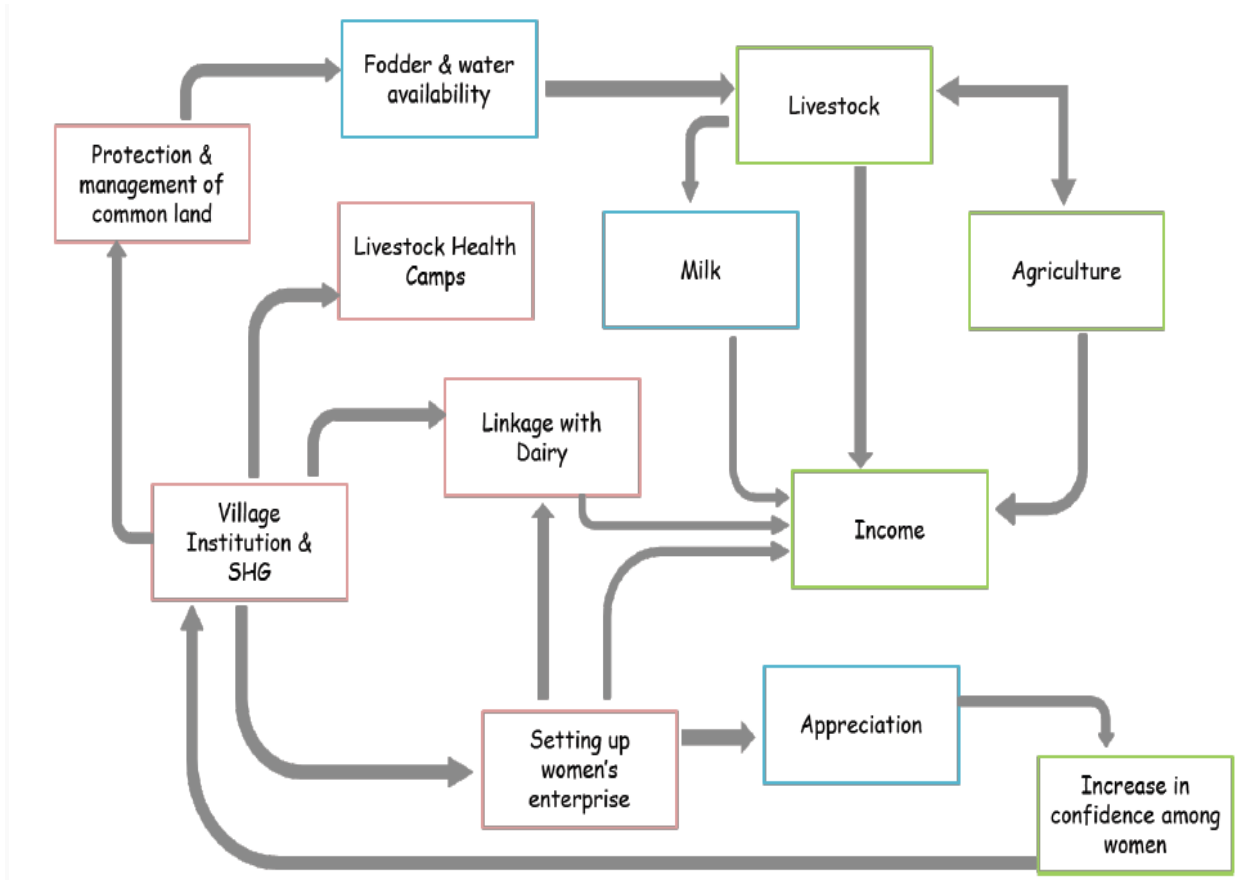 Fodder & water
availability
Livestock
Protection &
management of
common land
Livestock Health
Camps
Milk
Agriculture
Linkage with
Dairy
Village
Institution &
SHG
Income
Setting up
women's
enterprise
Appreciation
Increase in
confidence among
women